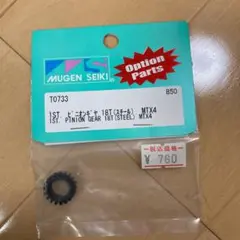 MUGEN SEIKI
Option
Parts
T0733
850
1ST. ピニオンギヤ 16T(スチール) MTX4
1ST. PINION GEAR 16T(STEEL) MTX4
¥ 760